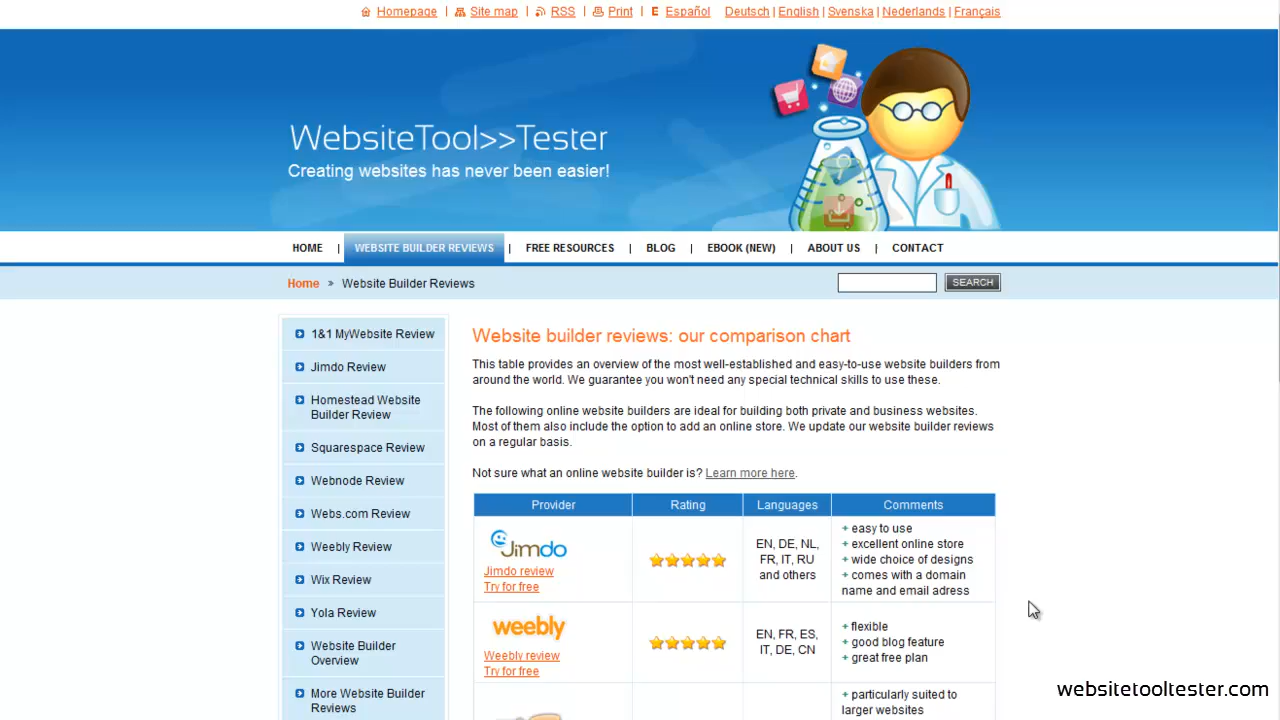 Homepage | Site map | RSS | Print | E Español Deutsch | English | Svenska | Nederlands | Français
WebsiteTool>>Tester
Creating websites has never been easier!
HOME | WEBSITE BUILDER REVIEWS | FREE RESOURCES | BLOG | EBOOK (NEW) | ABOUT US | CONTACT
Home » Website Builder Reviews
SEARCH
1&1 MyWebsite Review
Jimdo Review
Homestead Website
Builder Review
Squarespace Review
Webnode Review
Webs.com Review
Weebly Review
Wix Review
Yola Review
Website Builder
Overview
More Website Builder
Reviews
Website builder reviews: our comparison chart
This table provides an overview of the most well-established and easy-to-use website builders from
around the world. We guarantee you won't need any special technical skills to use these.
The following online website builders are ideal for building both private and business websites.
Most of them also include the option to add an online store. We update our website builder reviews
on a regular basis.
Not sure what an online website builder is? Learn more here.
Provider Rating Languages Comments
Jimdo
Jimdo review
Try for free
EN, DE, NL,
FR, IT, RU
and others
+ easy to use
+ excellent online store
+ wide choice of designs
+ comes with a domain
name and email adress
weebly
Weebly review
Try for free
EN, FR, ES,
IT, DE, CN
+ flexible
+ good blog feature
+ great free plan
+ particularly suited to
larger websites
websitetooltester.com